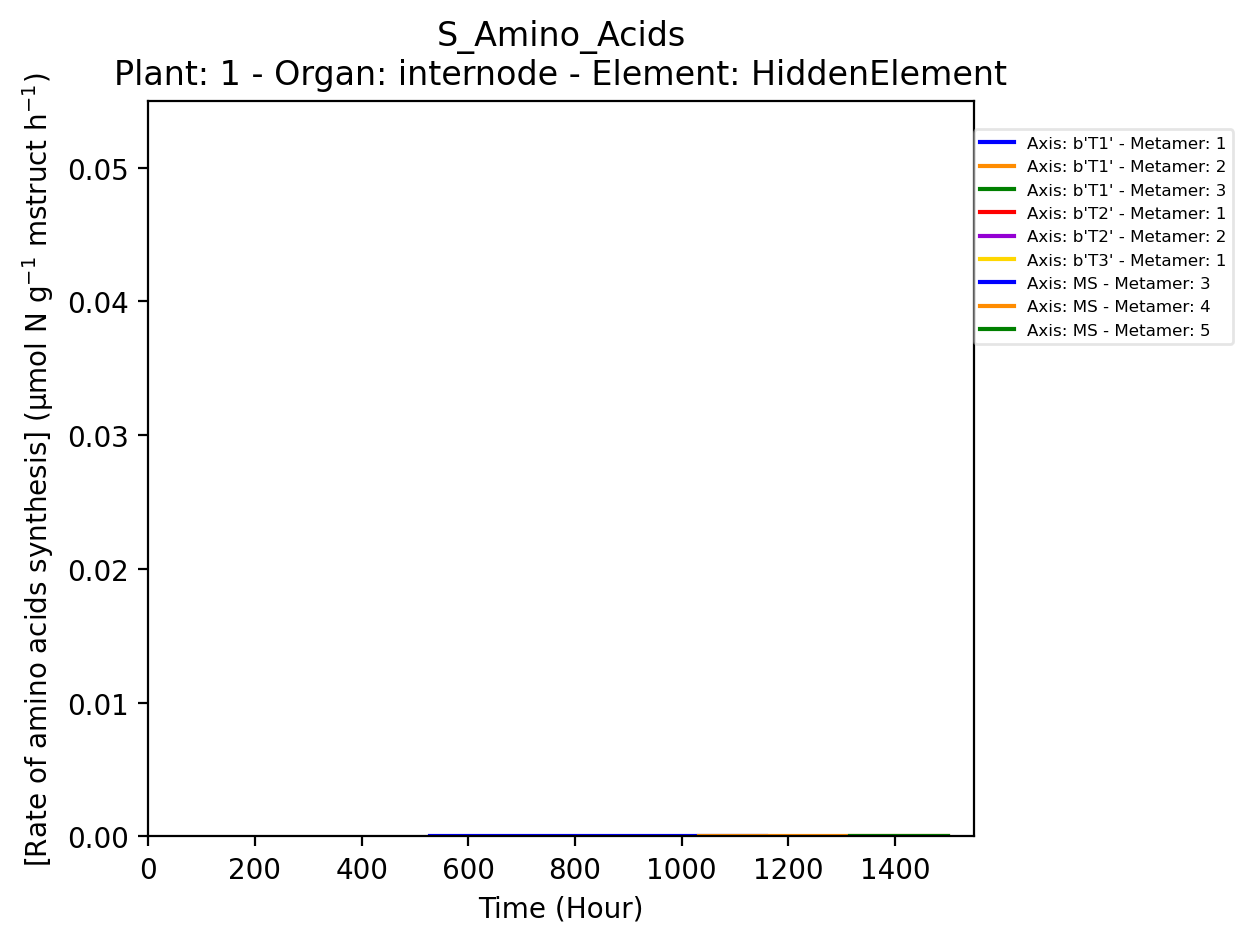 S_Amino_Acids
Plant: 1 - Organ: internode - Element: HiddenElement
[Rate of amino acids synthesis] (µmol N g⁻¹ mstruct h⁻¹)
0.05
0.04
0.03
0.02
0.01
0.00
0 200 400 600 800 1000 1200 1400
Time (Hour)
Axis: b'T1' - Metamer: 1
Axis: b'T1' - Metamer: 2
Axis: b'T1' - Metamer: 3
Axis: b'T2' - Metamer: 1
Axis: b'T2' - Metamer: 2
Axis: b'T3' - Metamer: 1
Axis: MS - Metamer: 3
Axis: MS - Metamer: 4
Axis: MS - Metamer: 5